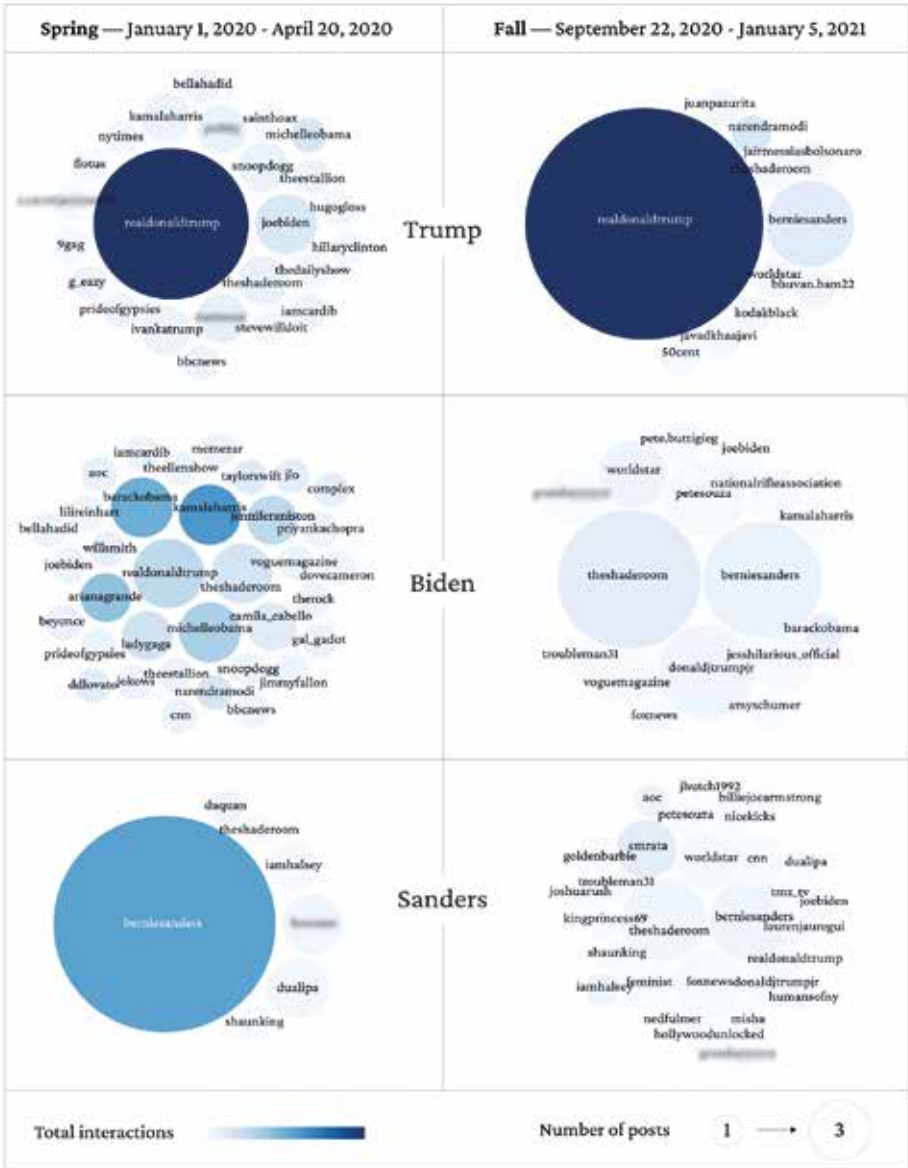 Spring — January 1, 2020 - April 20, 2020
Fall — September 22, 2020 - January 5, 2021
bellahadid
kamalaharris
sainthoax
nytimes
michelleobama
flotus
snoopdogg
theestallion
realdonaldtrump
hugogloss
joebiden
9gag
hillaryclinton
thedailyshow
g_eazy
theshaderoom
prideofgypsies
iamcardib
ivankatrump
stevewilldoit
bbcnews
Trump
juanpazurita
narendramodi
jairmessiasbolsonaro
theshaderoom
realdonaldtrump
berniesanders
worldstar
bhuvan.bam22
kodakblack
javadkhaajavi
50cent
iamcardib
memezar
aoc
theellenshow
taylorswift
jlo
complex
barackobama
kamalaharris
lilireinhart
jenniferaniston
bellahadid
priyankachopra
willsmith
joebiden
realdonaldtrump
voguemagazine
dovecameron
theshaderoom
arianagrande
therock
beyonce
camila_cabello
michelleobama
ladygaga
gal_gadot
prideofgypsies
theestallion
snoopdogg
ddlovato
jokowi
jimmyfallon
narendramodi
cnn
bbcnews
Biden
pete.buttigieg
joebiden
worldstar
nationalrifleassociation
petesouza
kamalaharris
theshaderoom
berniesanders
barackobama
troubleman31
jesshilarious_official
donaldjtrumpjr
voguemagazine
amyschumer
foxnews
daquan
theshaderoom
iamhalsey
berniesanders
dualipa
shaunking
Sanders
jhutch1992
aoc
billiejoearmstrong
petesouza
nicekicks
emrata
goldenbarbie
worldstar
cnn
dualipa
troubleman31
joshuarush
tmz_tv
joebiden
kingprincess69
berniesanders
theshaderoom
laurenjauregui
shaunking
realdonaldtrump
iamhalsey
feminist
foxnews
donaldjtrumpjr
humansofny
nedfulmer
misha
hollywoodunlocked
Total interactions
Number of posts
1
3